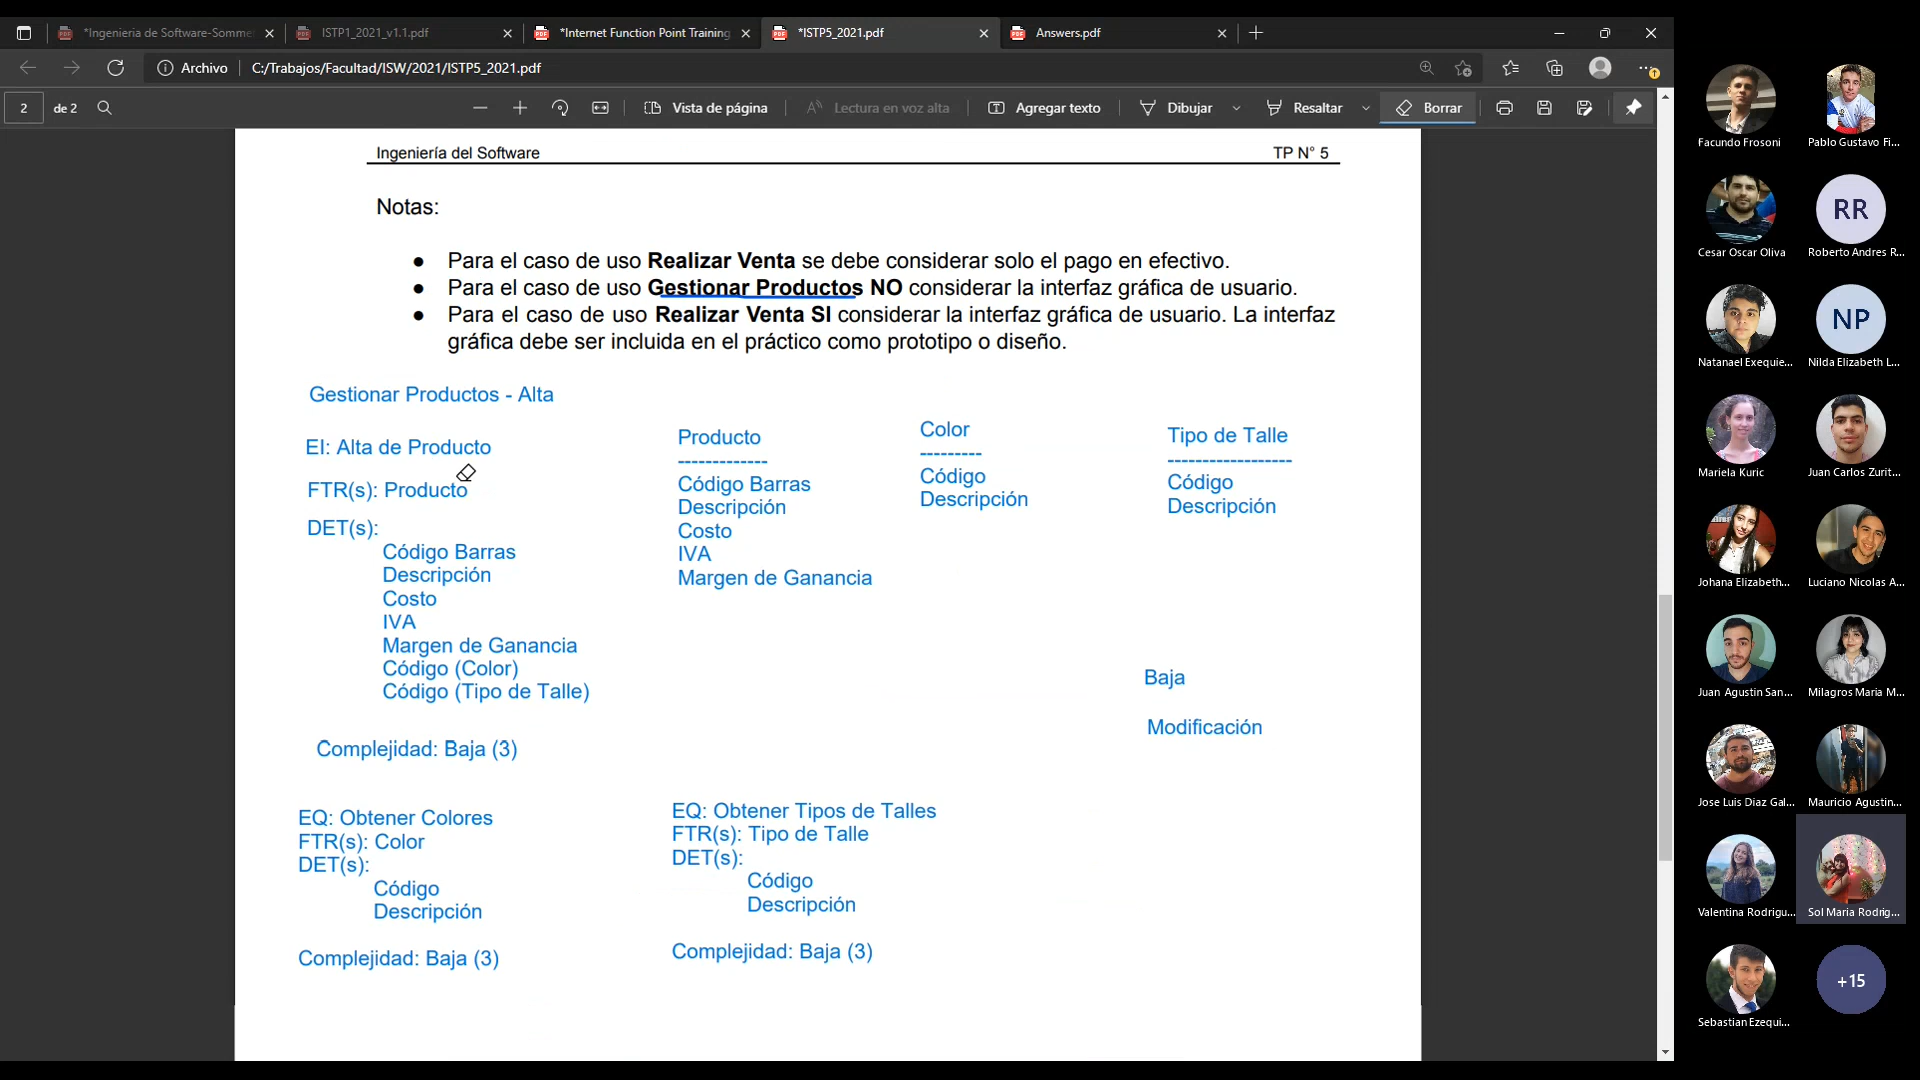 *Ingenieria de Software-Somme
ISTP1_2021_v1.1.pdf
*Internet Function Point Training
*ISTP5_2021.pdf
Answers.pdf
Archivo
C:/Trabajos/Facultad/ISW/2021/ISTP5_2021.pdf
2 de 2
Vista de página
Lectura en voz alta
Agregar texto
Dibujar
Resaltar
Borrar
Ingeniería del Software TP N° 5
Notas:
● Para el caso de uso Realizar Venta se debe considerar solo el pago en efectivo.
● Para el caso de uso Gestionar Productos NO considerar la interfaz gráfica de usuario.
● Para el caso de uso Realizar Venta SI considerar la interfaz gráfica de usuario. La interfaz
gráfica debe ser incluida en el práctico como prototipo o diseño.
Gestionar Productos - Alta
EI: Alta de Producto
FTR(s): Producto
DET(s):
Código Barras
Descripción
Costo
IVA
Margen de Ganancia
Código (Color)
Código (Tipo de Talle)
Complejidad: Baja (3)
Producto
-------------
Código Barras
Descripción
Costo
IVA
Margen de Ganancia
Color
---------
Código
Descripción
Tipo de Talle
------------------
Código
Descripción
Baja
Modificación
EQ: Obtener Colores
FTR(s): Color
DET(s):
Código
Descripción
Complejidad: Baja (3)
EQ: Obtener Tipos de Talles
FTR(s): Tipo de Talle
DET(s):
Código
Descripción
Complejidad: Baja (3)
Facundo Frosoni
Pablo Gustavo Fi...
Cesar Oscar Oliva
RR
Roberto Andres R...
Natanael Exequie...
NP
Nilda Elizabeth L...
Mariela Kuric
Juan Carlos Zurit...
Johana Elizabeth...
Luciano Nicolas A...
Juan Agustin San...
Milagros Maria M...
Jose Luis Diaz Gal...
Mauricio Agustin...
Valentina Rodrigu...
Sol Maria Rodrig...
Sebastian Ezequi...
+15